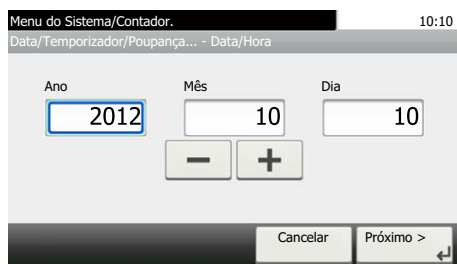 Menu do Sistema/Contador. 10:10
Data/Temporizador/Poupança... - Data/Hora
Ano Mês Dia
2012 10 10
− +
Cancelar Próximo >